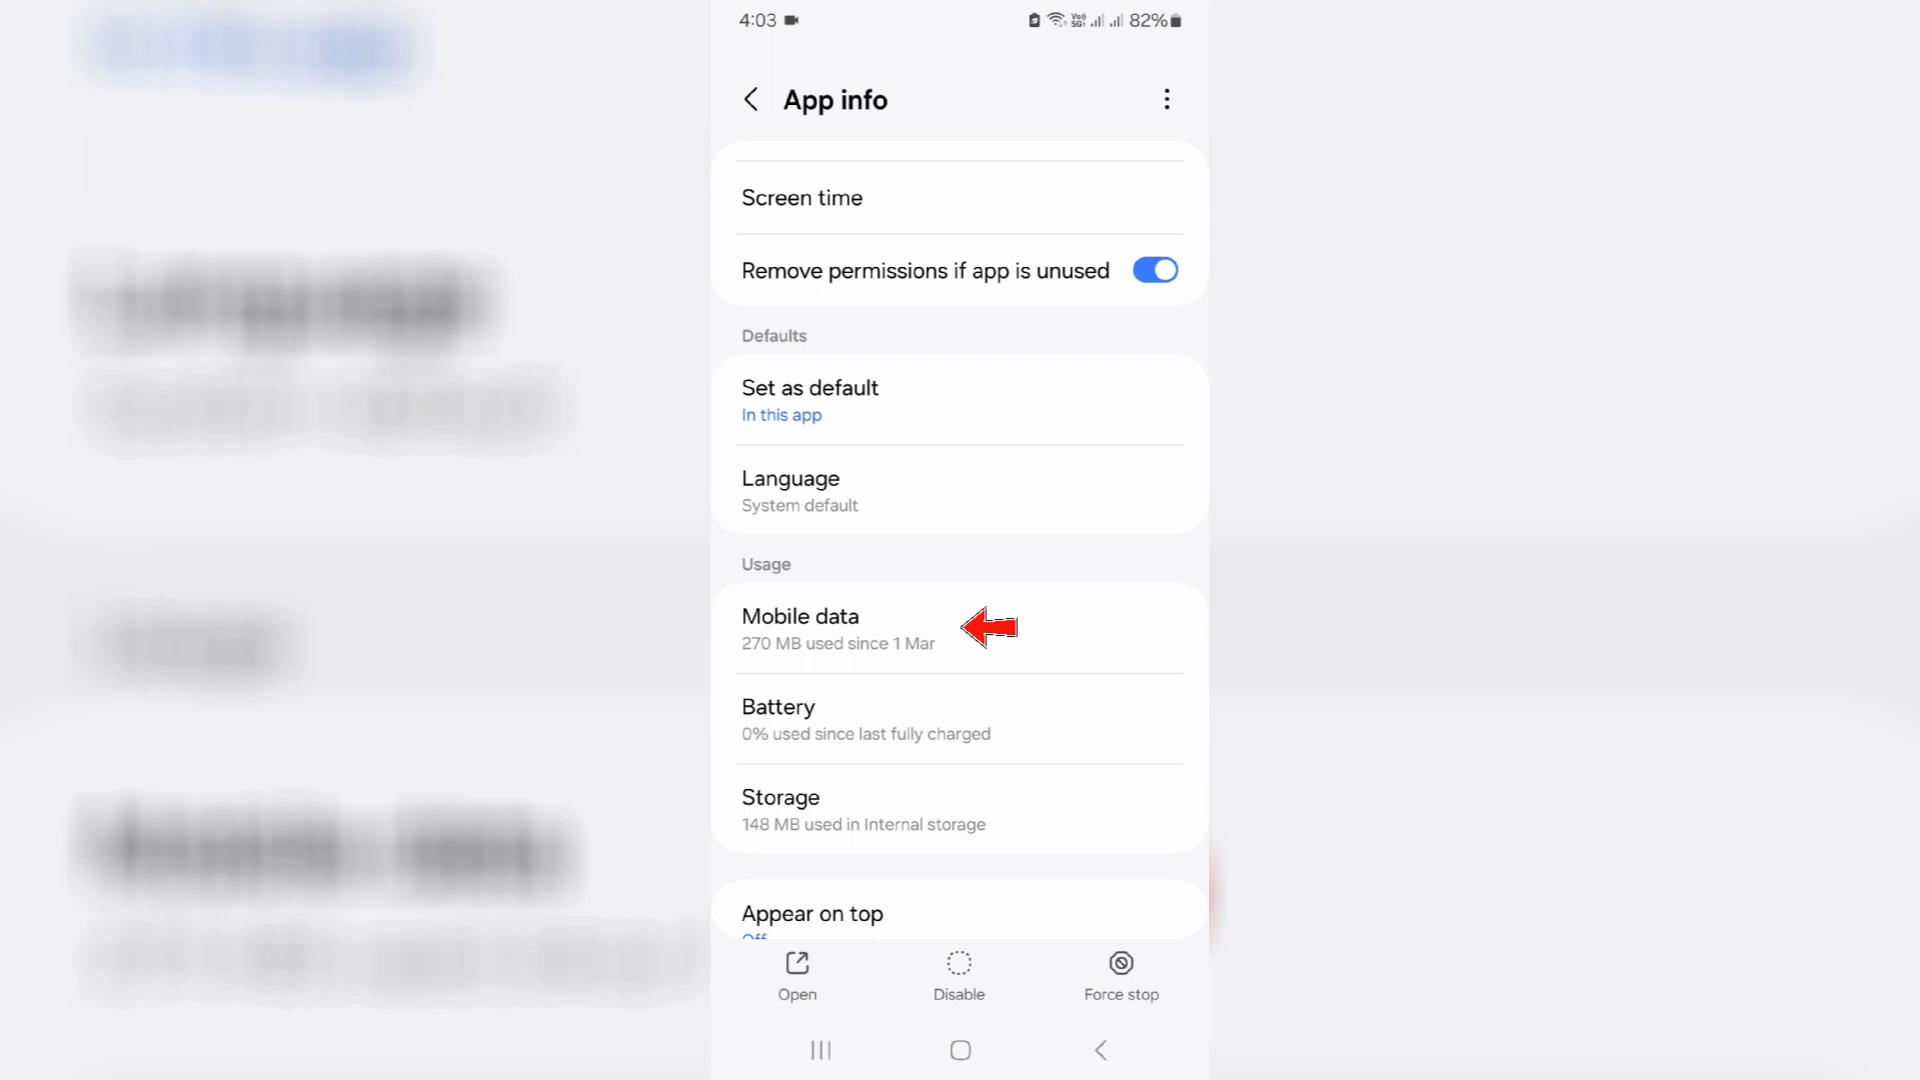 4:03
82%
App info
Screen time
Remove permissions if app is unused
Defaults
Set as default
In this app
Language
System default
Usage
Mobile data
270 MB used since 1 Mar
Battery
0% used since last fully charged
Storage
148 MB used in Internal storage
Appear on top
Off
Open
Disable
Force stop